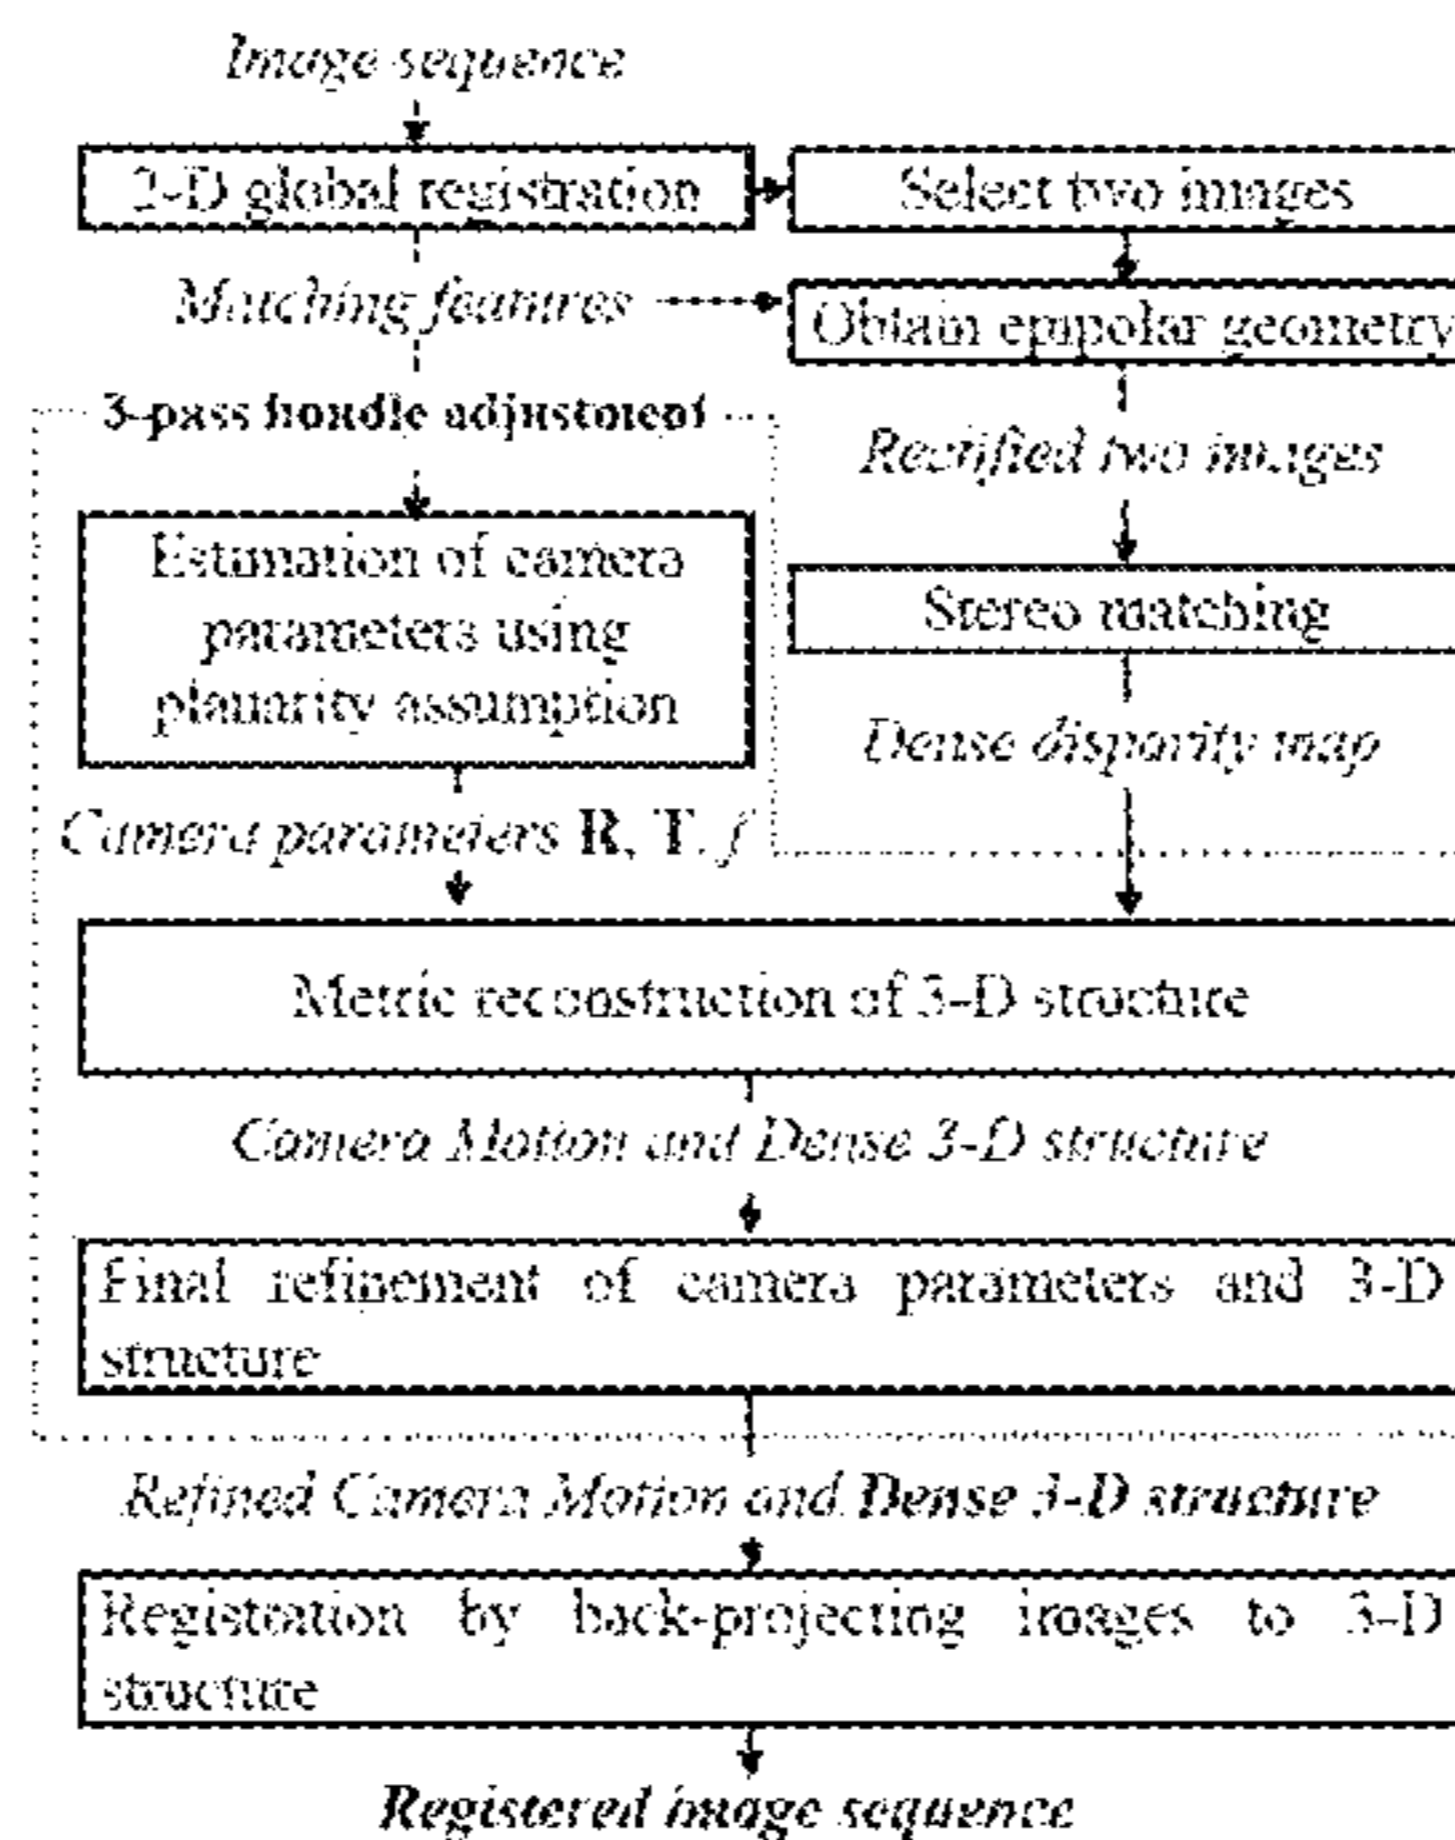 Image sequence
2-D global registration
Select two images
Matching features
Obtain epipolar geometry
3-pass bundle adjustment
Rectified two images
Estimation of camera
parameters using
planarity assumption
Stereo matching
Dense disparity map
Camera parameters R, T, f
Metric reconstruction of 3-D structure
Camera Motion and Dense 3-D structure
Final refinement of camera parameters and 3-D
structure
Refined Camera Motion and Dense 3-D structure
Registration by back-projecting images to 3-D
structure
Registered image sequence